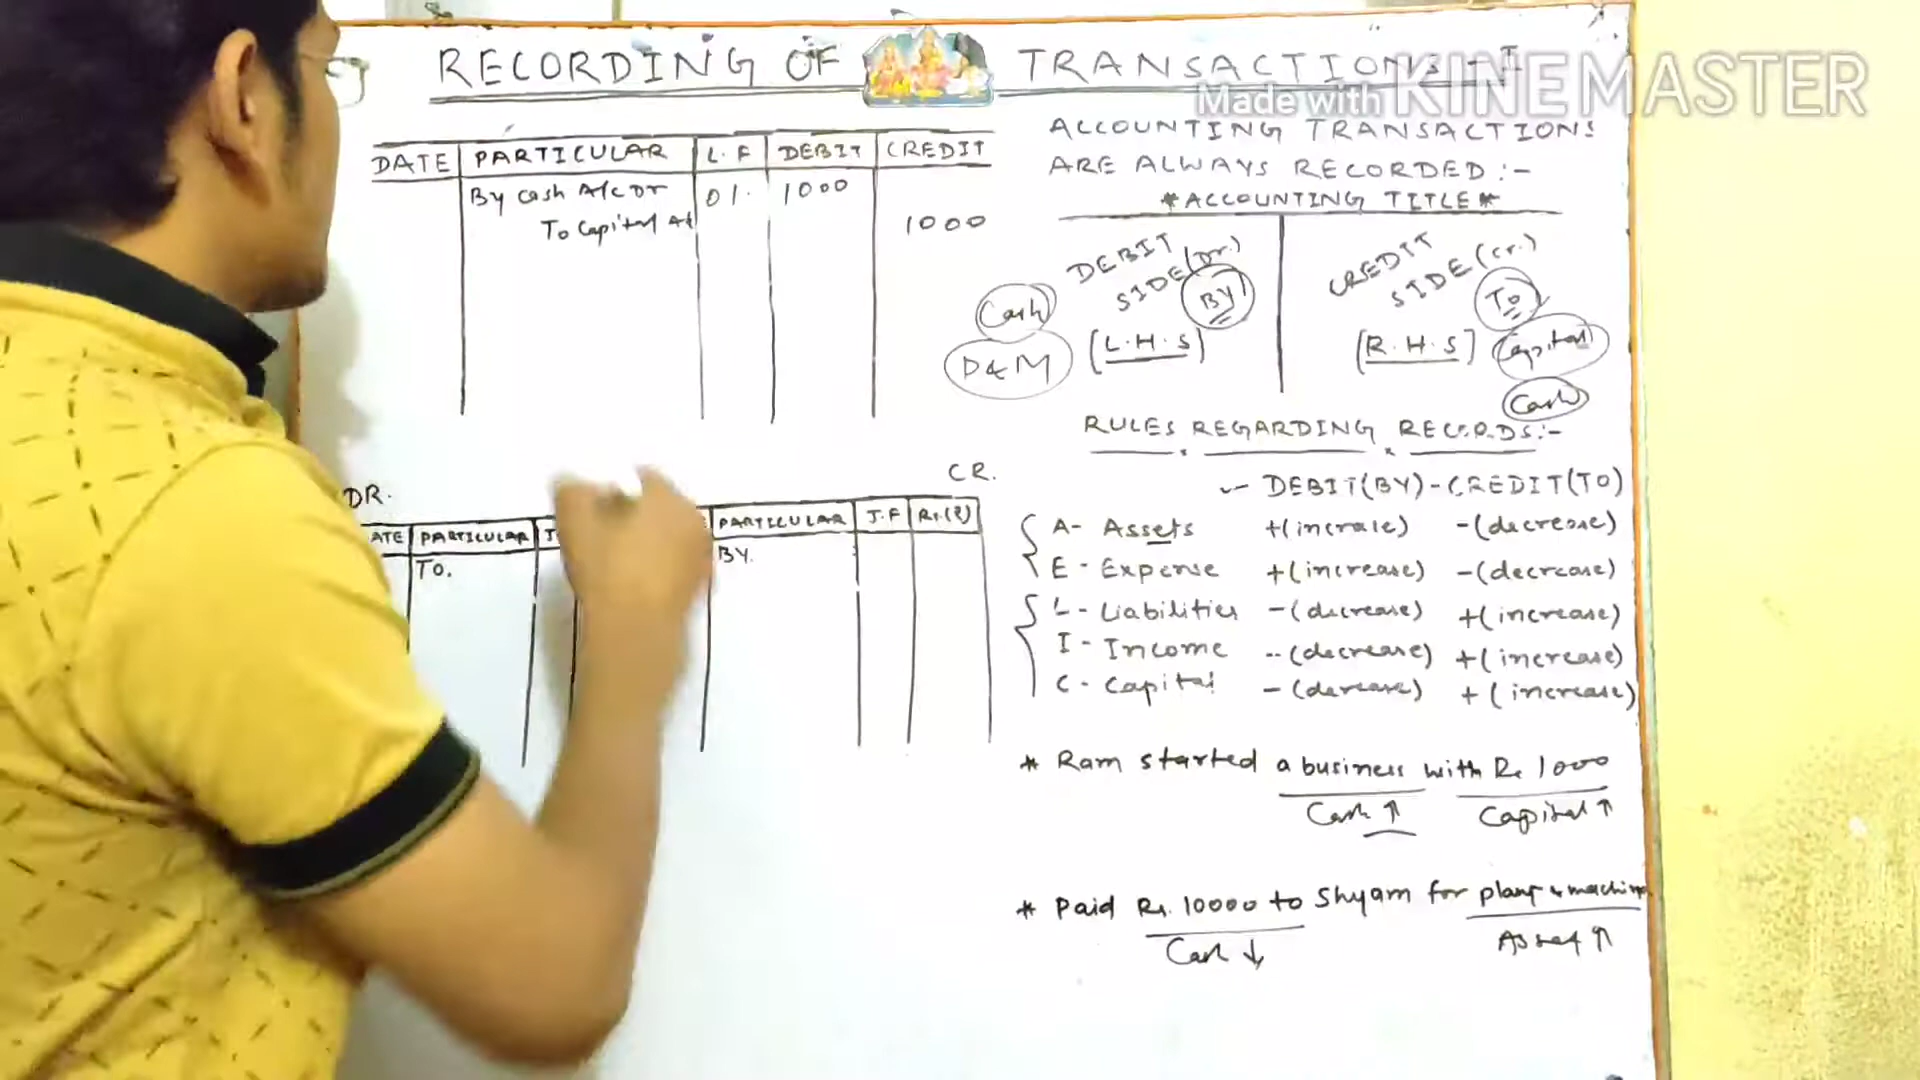 RECORDING OF TRANSACTIONS - I
Made with KINEMASTER
DATE PARTICULAR L.F DEBIT CREDIT
By Cash A/c Dr 01. 1000
To Capital A/c 1000
DR. CR.
ATE PARTICULAR J PARTICULAR J.F Rs.(₹)
TO. BY.
ACCOUNTING TRANSACTIONS
ARE ALWAYS RECORDED :-
*ACCOUNTING TITLE*
DEBIT SIDE (Dr.) BY
[L.H.S]
Cash
P&M
CREDIT SIDE (Cr.) TO
[R.H.S] Capital
Cash
RULES REGARDING RECORDS:-
DEBIT(BY) - CREDIT(TO)
A - Assets +(increase) -(decrease)
E - Expense +(increase) -(decrease)
L - Liabilities -(decrease) +(increase)
I - Income -(decrease) +(increase)
C - Capital -(decrease) +(increase)
* Ram started a business with Rs 1000
Cash ↑ Capital ↑
* Paid Rs. 10000 to Shyam for plant & machin
Cash ↓ Asset ↑